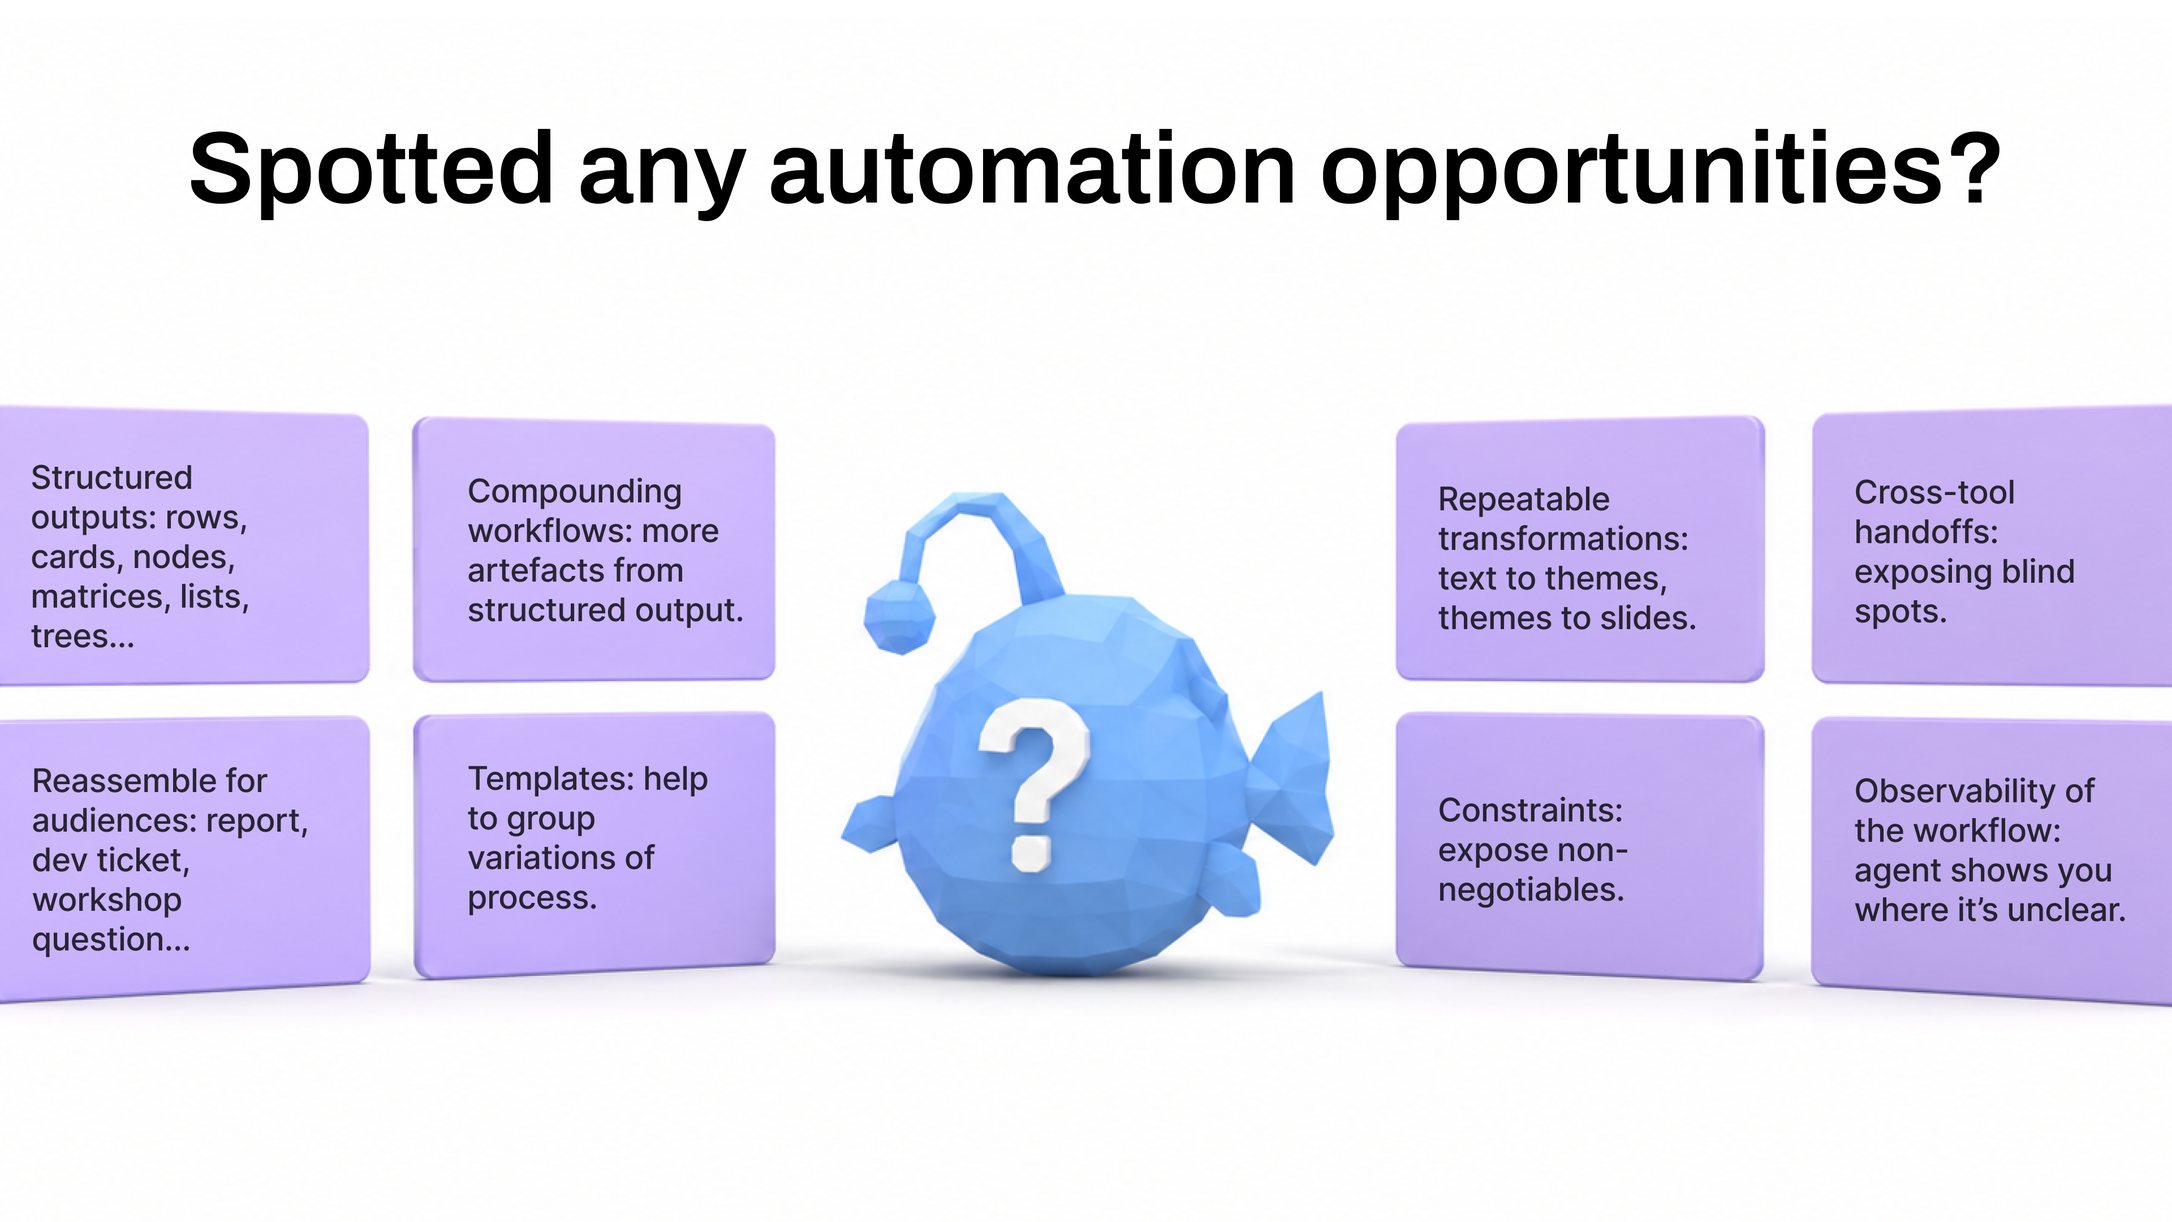 Spotted any automation opportunities?
Structured
outputs: rows,
cards, nodes,
matrices, lists,
trees...
Compounding
workflows: more
artefacts from
structured output.
Repeatable
transformations:
text to themes,
themes to slides.
Cross-tool
handoffs:
exposing blind
spots.
Reassemble for
audiences: report,
dev ticket,
workshop
question...
Templates: help
to group
variations of
process.
?
Constraints:
expose non-
negotiables.
Observability of
the workflow:
agent shows you
where it’s unclear.